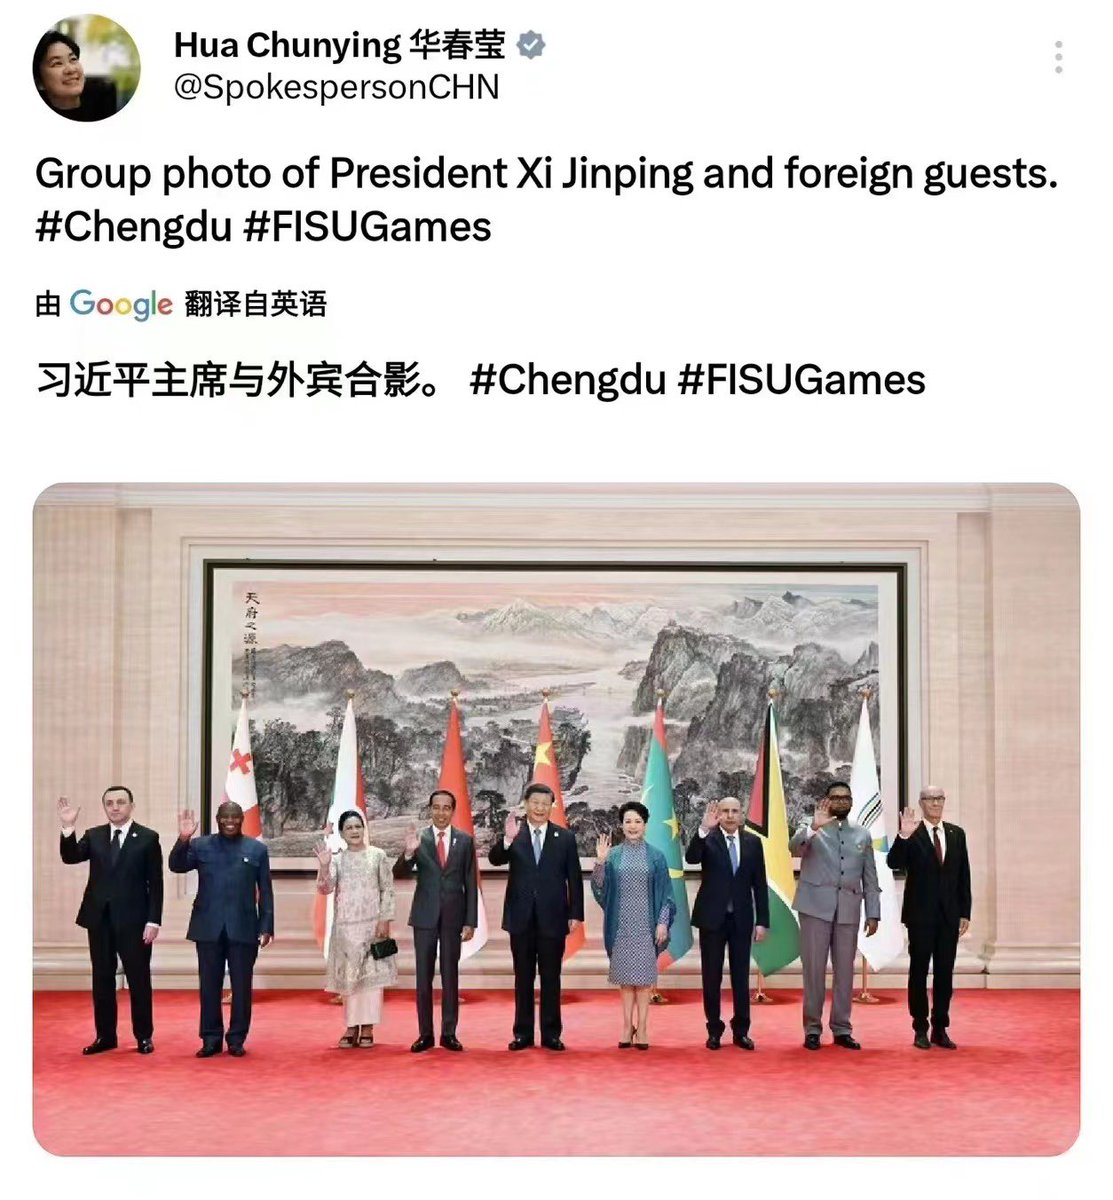 Hua Chunying 华春莹
@SpokespersonCHN
Group photo of President Xi Jinping and foreign guests.
#Chengdu #FISUGames
由 Google 翻译自英语
习近平主席与外宾合影。 #Chengdu #FISUGames
天府之源